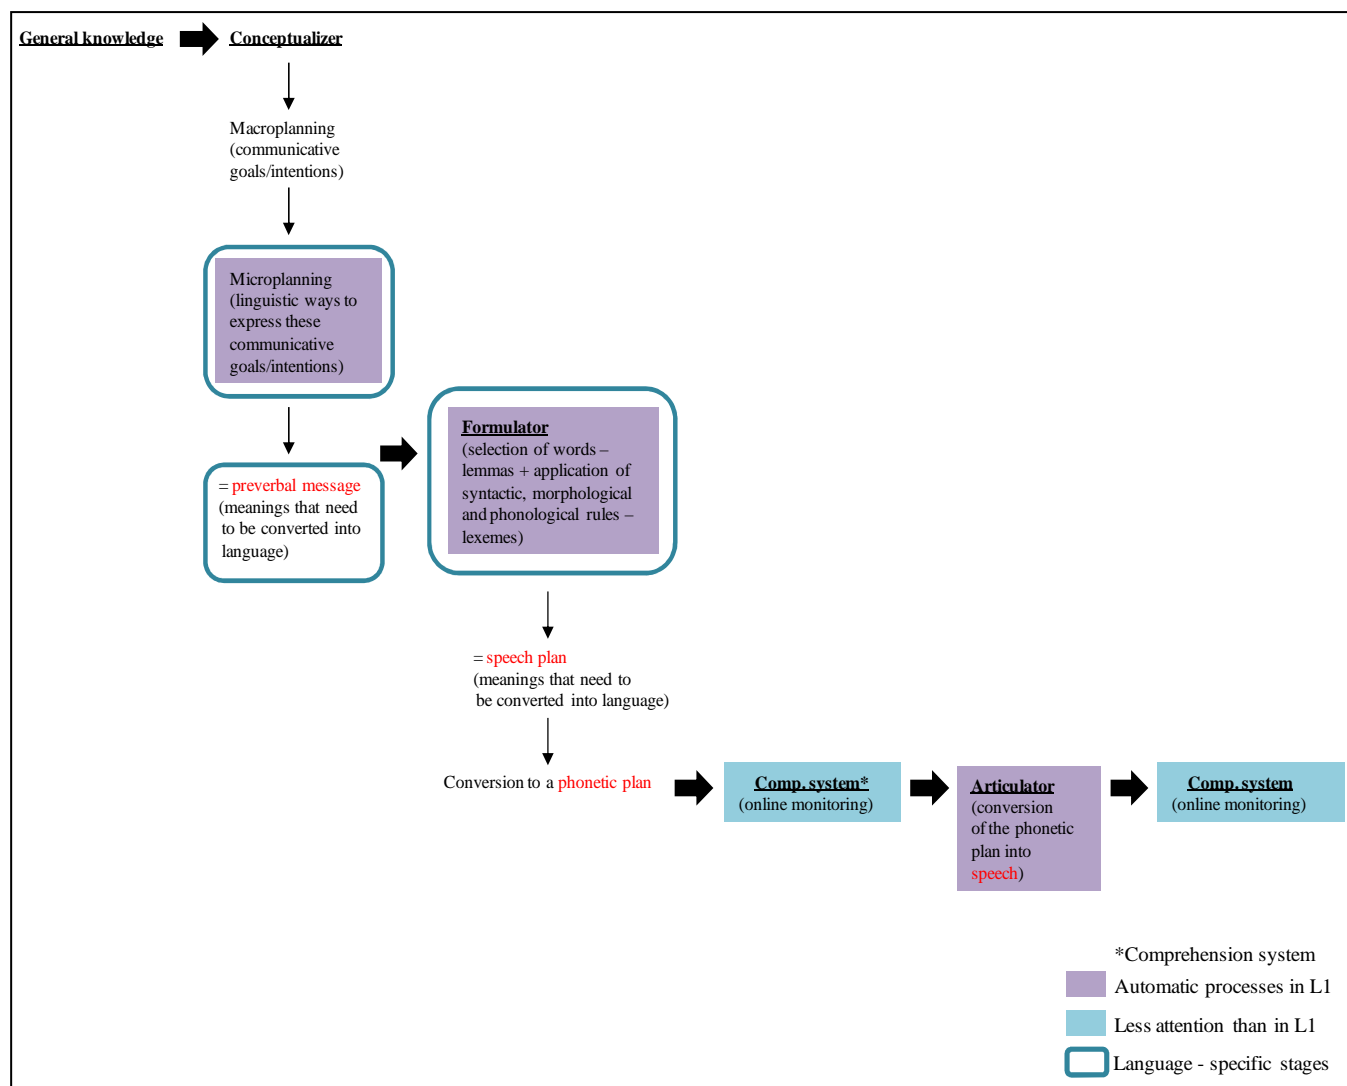 General knowledge
Conceptualizer
Macroplanning
(communicative
goals/intentions)
Microplanning
(linguistic ways to
express these
communicative
goals/intentions)
= preverbal message
(meanings that need
to be converted into
language)
Formulator
(selection of words –
lemmas + application of
syntactic, morphological
and phonological rules –
lexemes)
= speech plan
(meanings that need to
be converted into language)
Conversion to a phonetic plan
Comp. system*
(online monitoring)
Articulator
(conversion
of the phonetic
plan into
speech)
Comp. system
(online monitoring)
*Comprehension system
Automatic processes in L1
Less attention than in L1
Language - specific stages